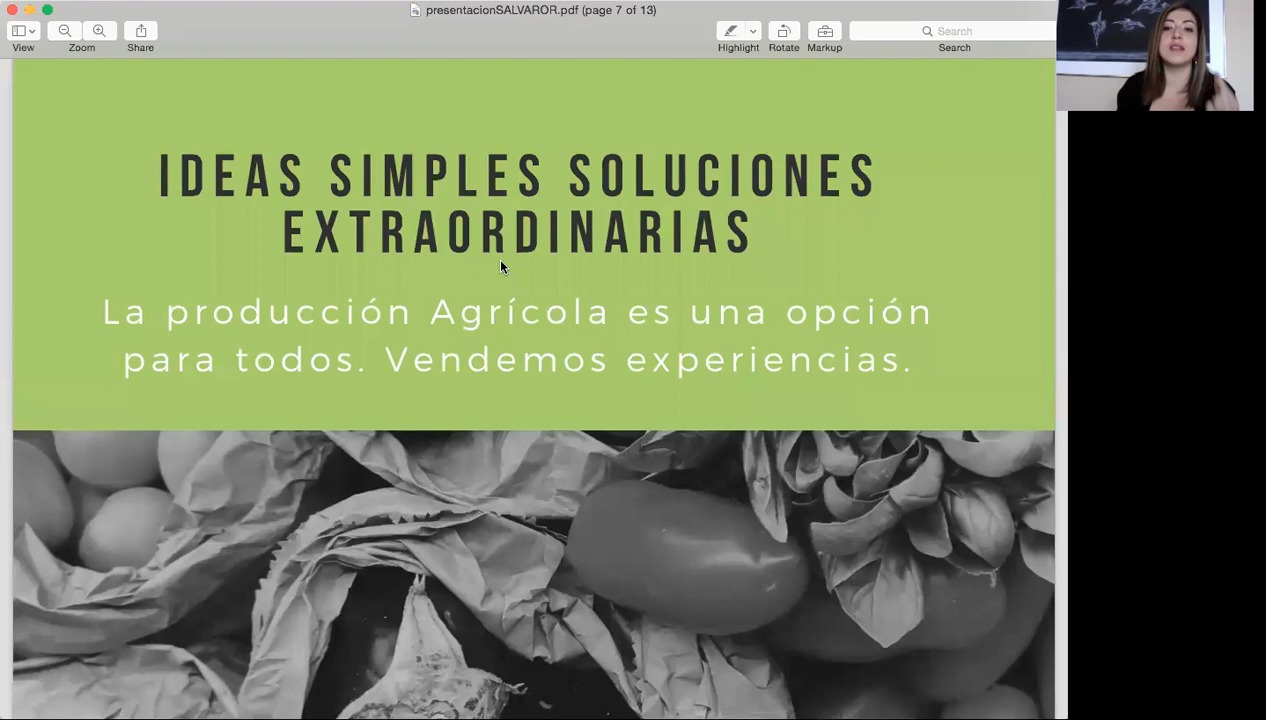 presentacionSALVAROR.pdf (page 7 of 13)
View
Zoom
Share
Highlight
Rotate
Markup
Search
Search
IDEAS SIMPLES SOLUCIONES
EXTRAORDINARIAS
La producción Agrícola es una opción
para todos. Vendemos experiencias.